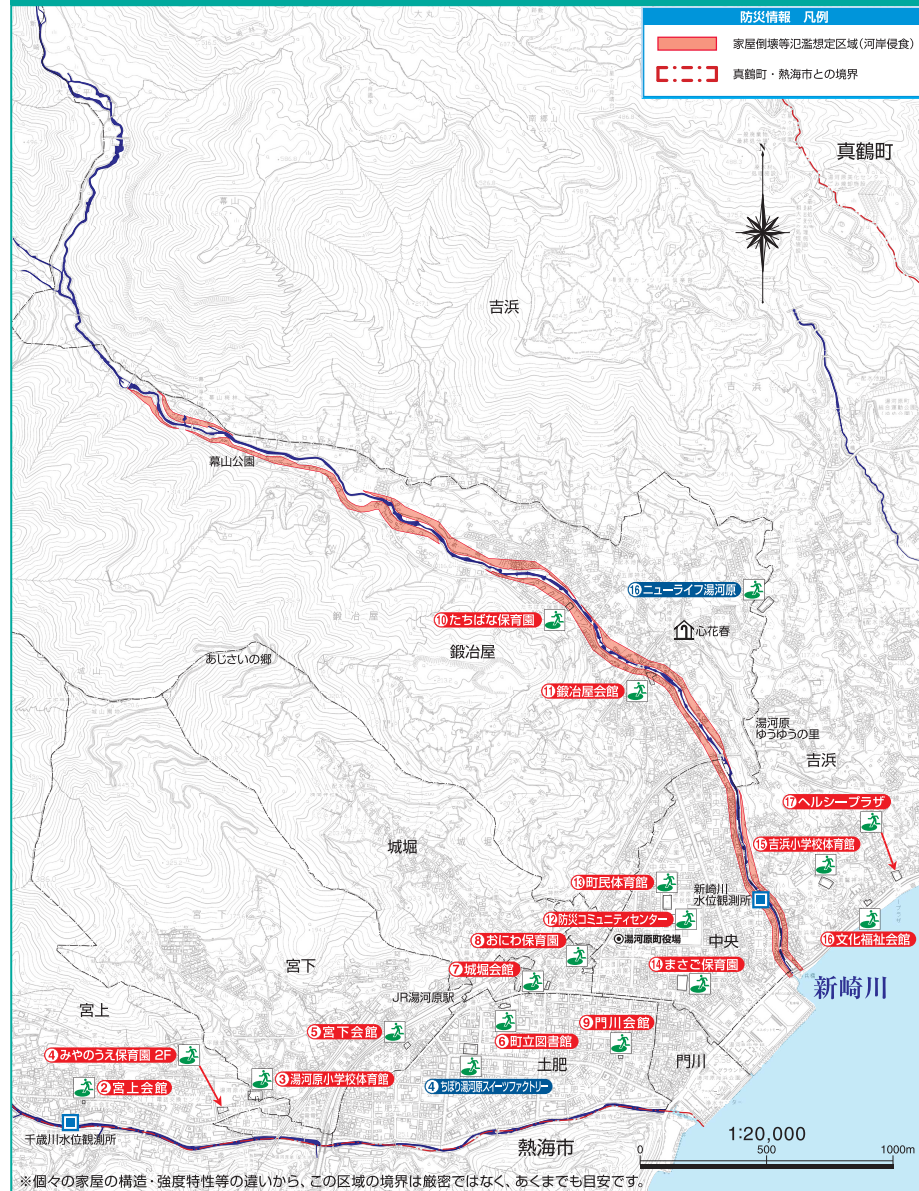 防災情報 凡例
家屋倒壊等氾濫想定区域(河岸侵食)
真鶴町・熱海市との境界
真鶴町
N
吉浜
幕山
幕山公園
吉浜
⑯ニューライフ湯河原
⑩たちばな保育園
心花春
鍛冶屋
鍛冶屋
あじさいの郷
⑪鍛冶屋会館
湯河原
ゆうゆうの里
吉浜
⑰ヘルシープラザ
⑮吉浜小学校体育館
城堀
⑬町民体育館
新崎川
水位観測所
⑫防災コミュニティセンター
⑯文化福祉会館
⑧おにわ保育園
湯河原町役場
中央
宮下
⑦城堀会館
⑭まさご保育園
新崎川
JR湯河原駅
宮上
⑤宮下会館
⑥町立図書館
⑨門川会館
④みやのうえ保育園 2F
土肥
門川
③湯河原小学校体育館
④ちぼり湯河原スイーツファクトリー
②宮上会館
千歳川水位観測所
熱海市
1:20,000
0
500
1000m
※個々の家屋の構造・強度特性等の違いから、この区域の境界は厳密ではなく、あくまでも目安です。